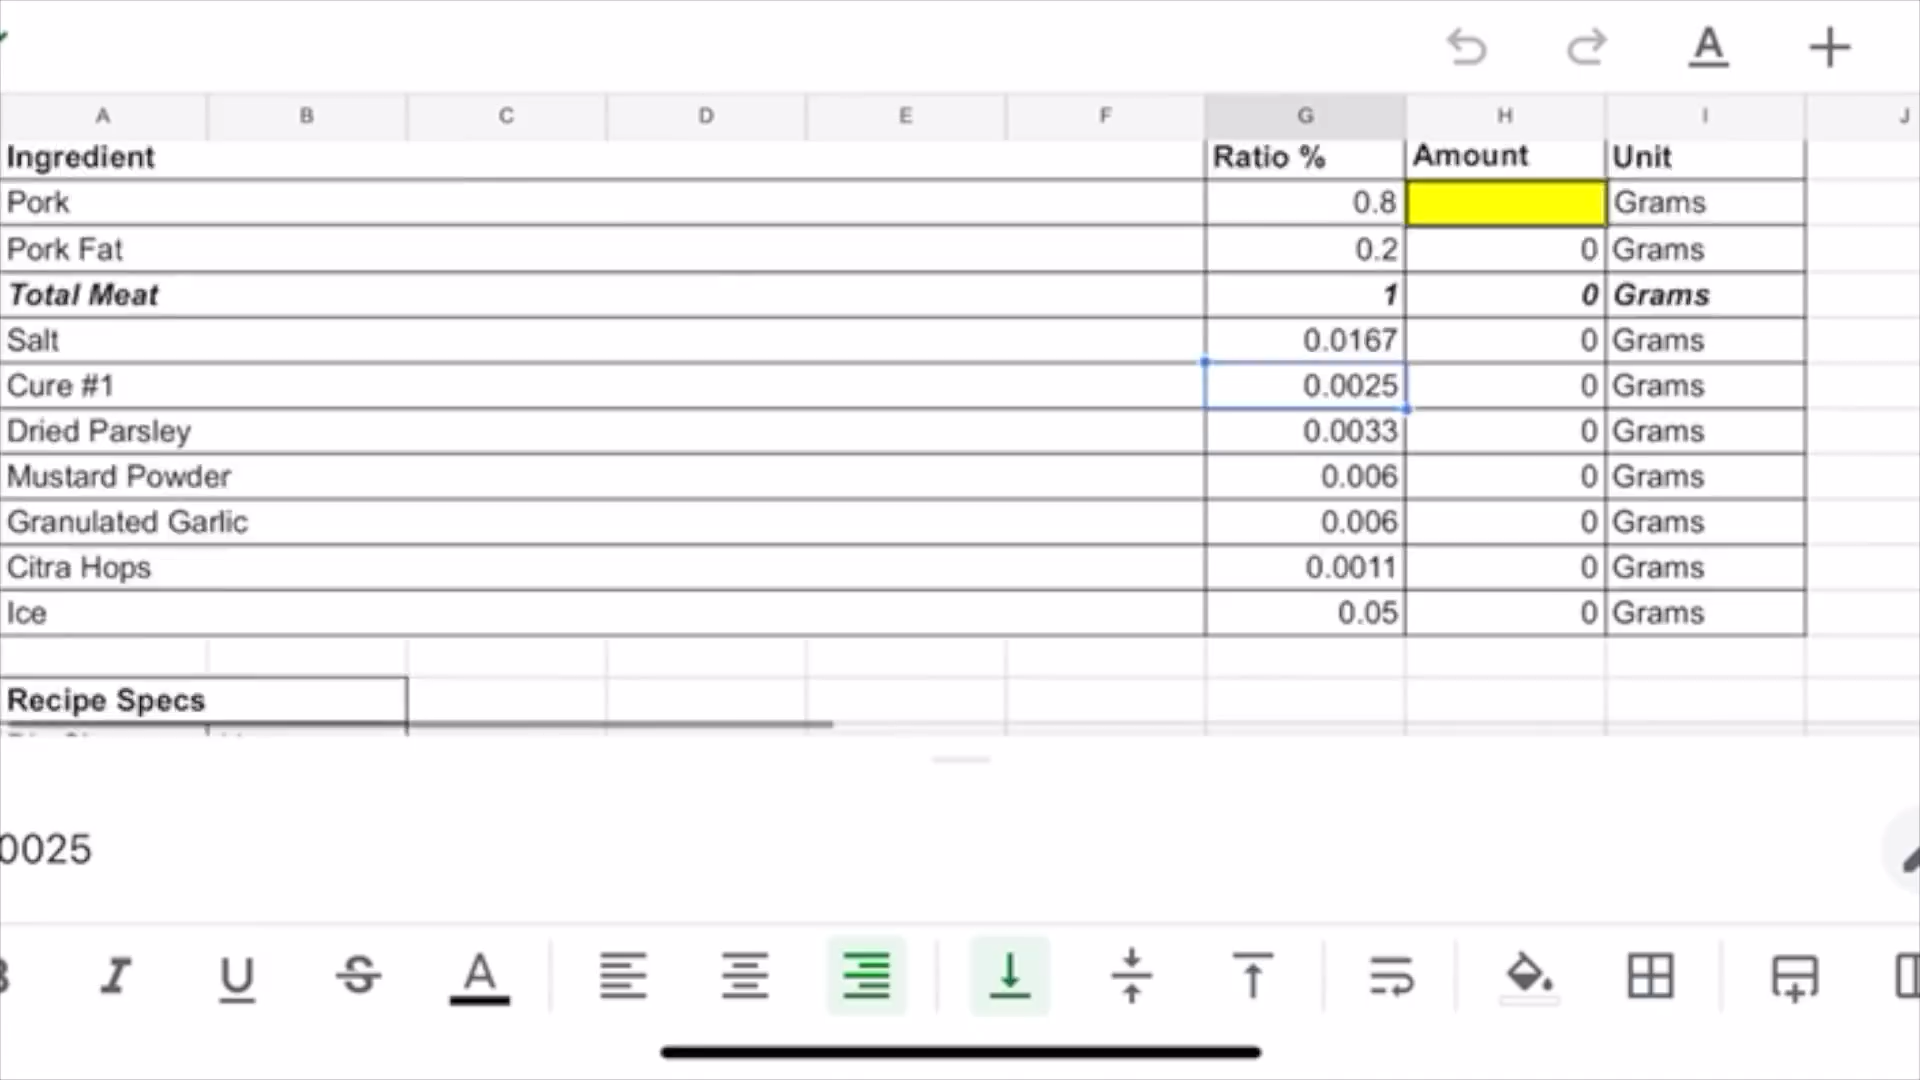 A B C D E F G H I J
Ingredient Ratio % Amount Unit
Pork 0.8 Grams
Pork Fat 0.2 0 Grams
Total Meat 1 0 Grams
Salt 0.0167 0 Grams
Cure #1 0.0025 0 Grams
Dried Parsley 0.0033 0 Grams
Mustard Powder 0.006 0 Grams
Granulated Garlic 0.006 0 Grams
Citra Hops 0.0011 0 Grams
Ice 0.05 0 Grams
Recipe Specs
0025